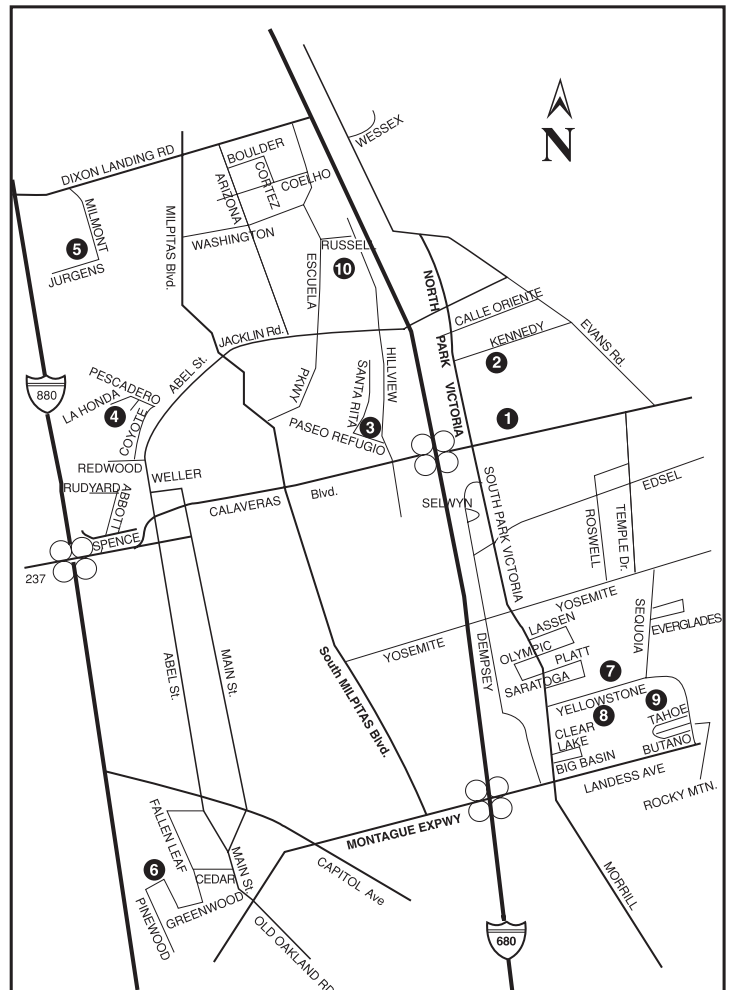 N
WESSEX
DIXON LANDING RD
BOULDER
CORTEZ
COELHO
ARIZONA
MILMONT
MILPITAS Blvd.
WASHINGTON
5
JURGENS
RUSSELL
10
ESCUELA
NORTH
PARK
VICTORIA
CALLE ORIENTE
KENNEDY
EVANS Rd.
2
JACKLIN Rd.
ABEL St.
HILLVIEW
880
PESCADERO
LA HONDA
4
COYOTE
PKWY
SANTA RITA
3
PASEO REFUGIO
1
REDWOOD
WELLER
RUDYARD
ABBOTT
CALAVERAS
Blvd.
SELWYN
SOUTH PARK VICTORIA
EDSEL
ROSWELL
TEMPLE Dr.
SPENCE
237
YOSEMITE
LASSEN
SEQUOIA
EVERGLADES
YOSEMITE
DEMPSEY
OLYMPIC
PLATT
SARATOGA
7
ABEL St.
MAIN St.
South MILPITAS Blvd.
YELLOWSTONE
9
8
TAHOE
CLEAR
LAKE
BUTANO
BIG BASIN
LANDESS AVE
ROCKY MTN.
FALLEN LEAF
MONTAGUE EXPWY
6
MAIN St.
CEDAR
CAPITOL Ave
MORRILL
PINEWOOD
GREENWOOD
OLD OAKLAND RD
680